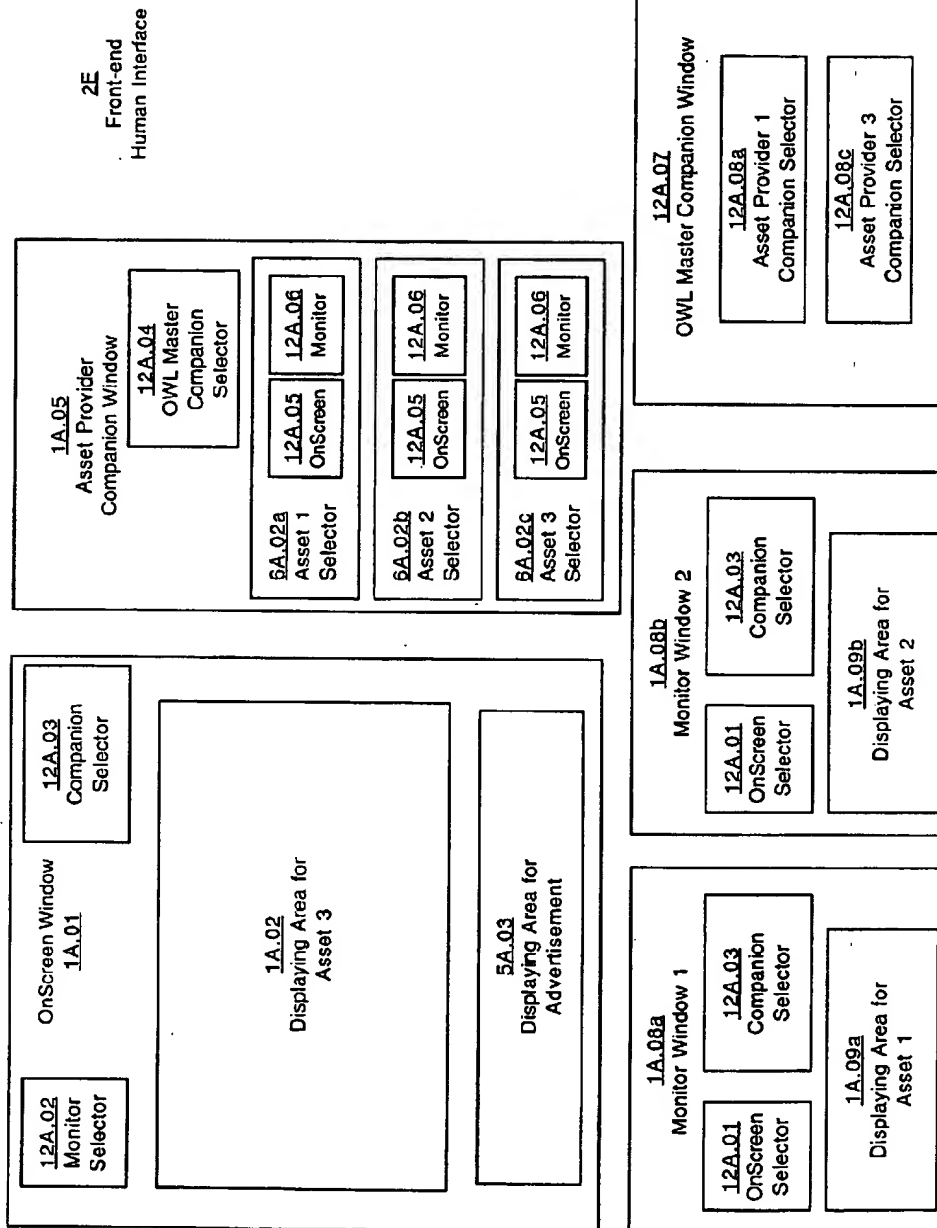 2E
Front-end
Human Interface
12A.02
Monitor
Selector
OnScreen Window
1A.01
12A.03
Companion
Selector
1A.02
Displaying Area for
Asset 3
5A.03
Displaying Area for
Advertisement
1A.05
Asset Provider
Companion Window
12A.04
OWL Master
Companion
Selector
6A.02a
Asset 1
Selector
12A.05
OnScreen
12A.06
Monitor
6A.02b
Asset 2
Selector
12A.05
OnScreen
12A.06
Monitor
6A.02c
Asset 3
Selector
12A.05
OnScreen
12A.06
Monitor
1A.08a
Monitor Window 1
12A.01
OnScreen
Selector
12A.03
Companion
Selector
1A.09a
Displaying Area for
Asset 1
1A.08b
Monitor Window 2
12A.01
OnScreen
Selector
12A.03
Companion
Selector
1A.09b
Displaying Area for
Asset 2
12A.07
OWL Master Companion Window
12A.08a
Asset Provider 1
Companion Selector
12A.08c
Asset Provider 3
Companion Selector